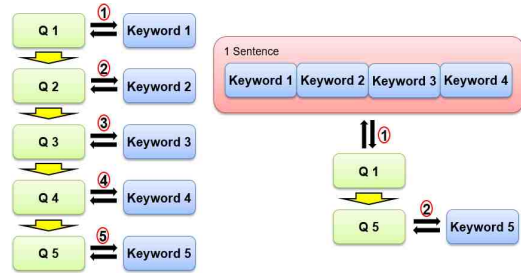 1
Q 1 Keyword 1
2
Q 2 Keyword 2
3
Q 3 Keyword 3
4
Q 4 Keyword 4
5
Q 5 Keyword 5
1 Sentence
Keyword 1 Keyword 2 Keyword 3 Keyword 4
1
Q 1
2
Q 5 Keyword 5